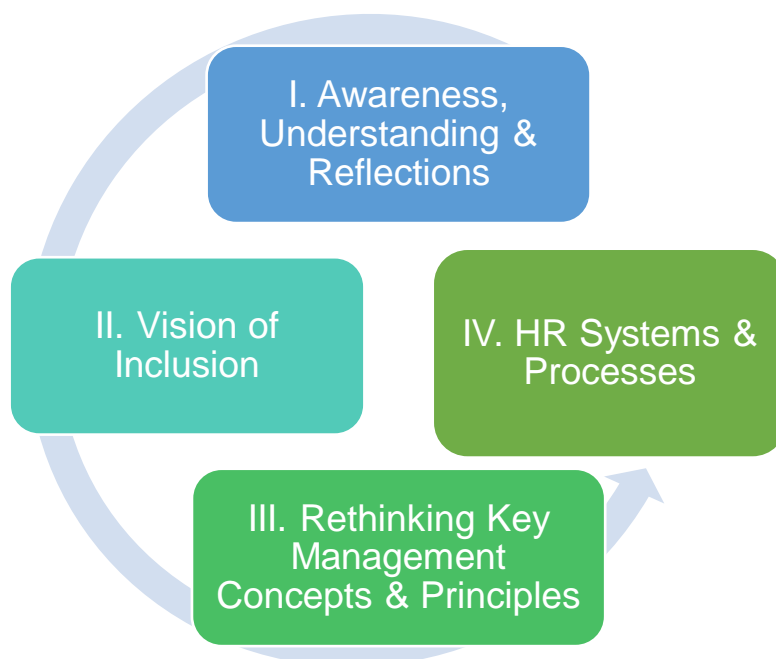 I. Awareness,
Understanding &
Reflections
II. Vision of
Inclusion
III. Rethinking Key
Management
Concepts & Principles
IV. HR Systems &
Processes